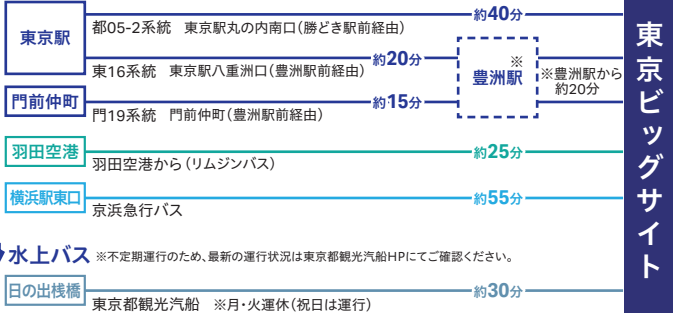 東京駅
都05-2系統 東京駅丸の内南口(勝どき駅前経由)
約40分
東16系統 東京駅八重洲口(豊洲駅前経由)
約20分
※
豊洲駅
※豊洲駅から
約20分
門前仲町
門19系統 門前仲町(豊洲駅前経由)
約15分
羽田空港
羽田空港から(リムジンバス)
約25分
横浜駅東口
京浜急行バス
約55分
水上バス ※不定期運行のため、最新の運行状況は東京都観光汽船HPにてご確認ください。
日の出桟橋
東京都観光汽船 ※月・火運休(祝日は運行)
約30分
東京ビッグサイト